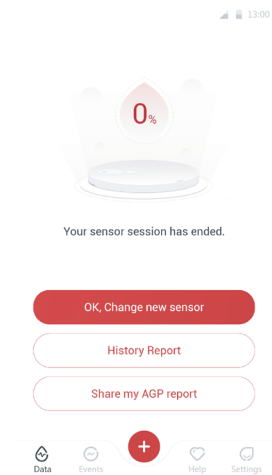 13:00
0%
Your sensor session has ended.
OK, Change new sensor
History Report
Share my AGP report
+
Data Events Help Settings